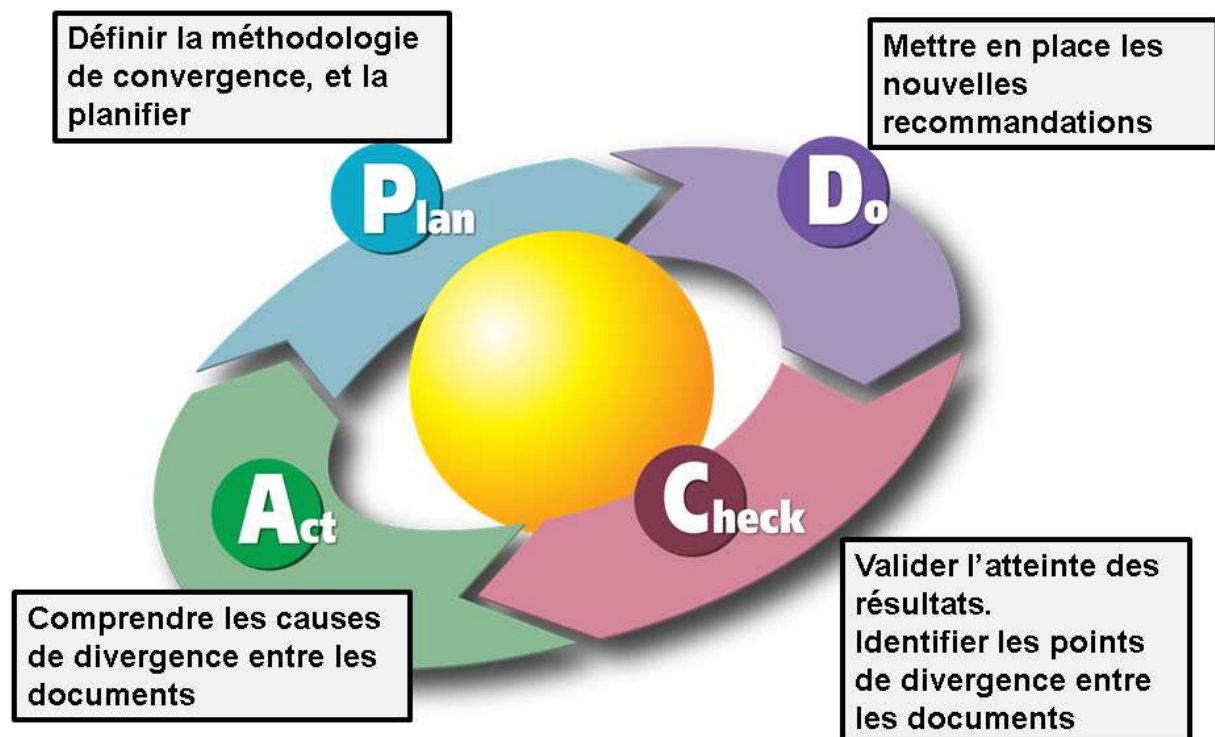 Définir la méthodologie
de convergence, et la
planifier
Mettre en place les
nouvelles
recommandations
Plan
Do
Act
Check
Comprendre les causes
de divergence entre les
documents
Valider l’atteinte des
résultats.
Identifier les points
de divergence entre
les documents